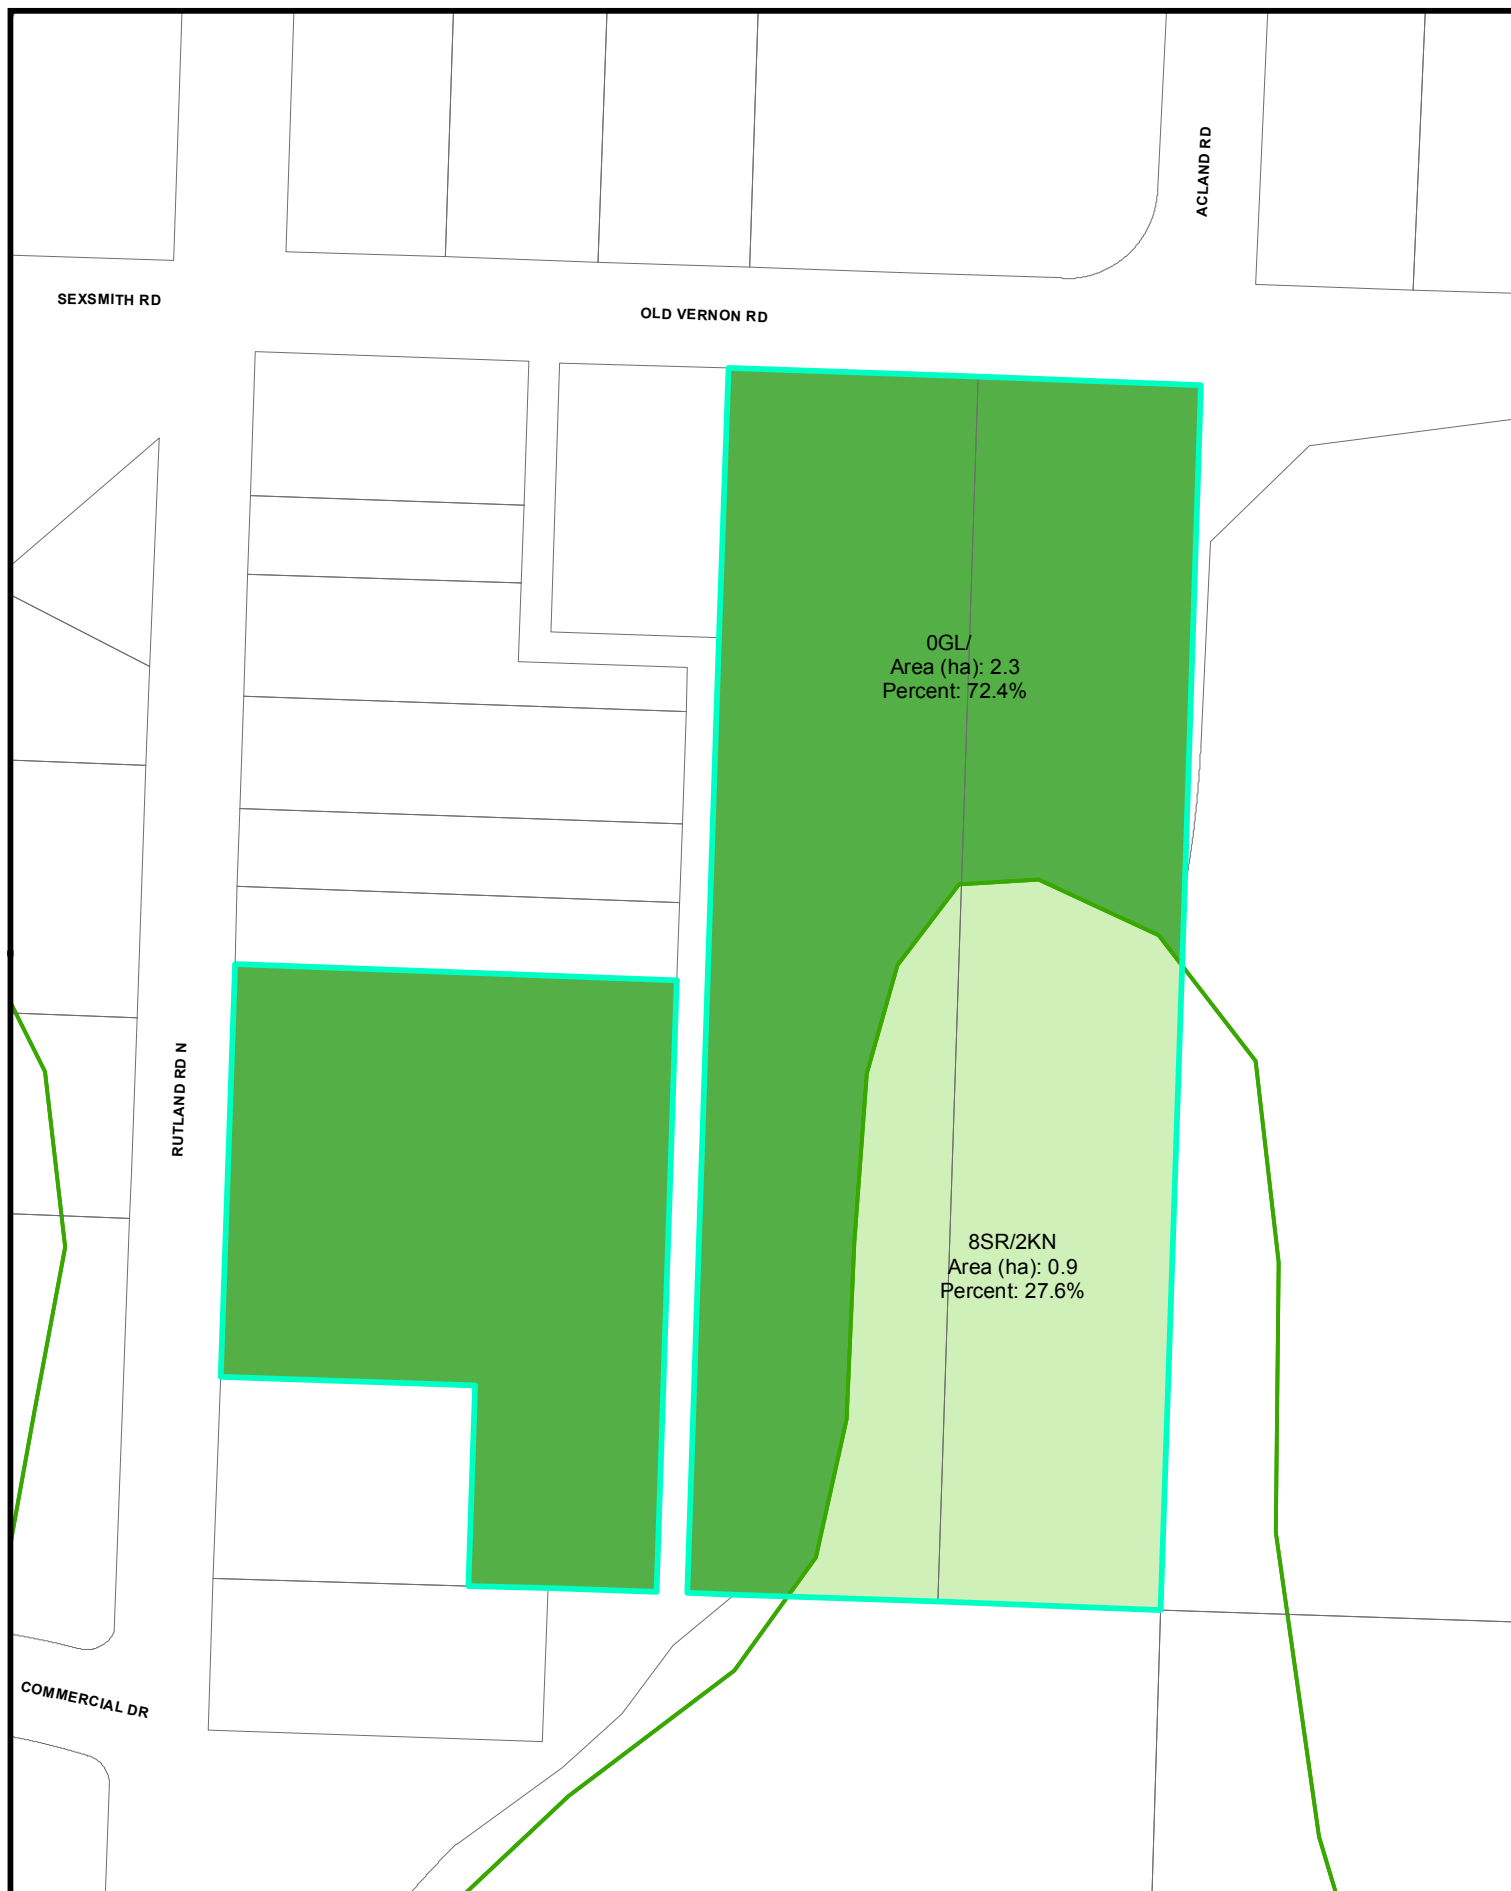 ACLAND RD
SEXSMITH RD
OLD VERNON RD
0GL/
Area (ha): 2.3
Percent: 72.4%
RUTLAND RD N
8SR/2KN
Area (ha): 0.9
Percent: 27.6%
COMMERCIAL DR